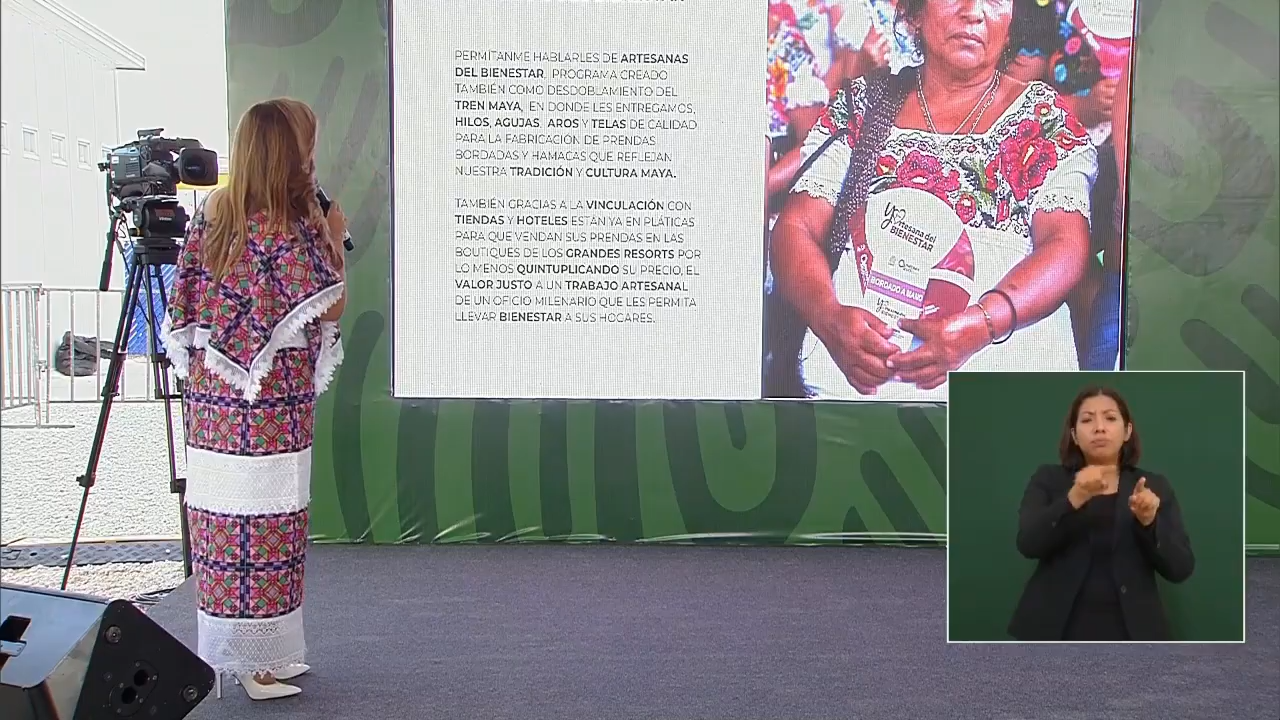 PERMÍTANME HABLARLES DE ARTESANAS
DEL BIENESTAR, PROGRAMA CREADO
TAMBIÉN COMO DESDOBLAMIENTO DEL
TREN MAYA, EN DONDE LES ENTREGAMOS,
HILOS, AGUJAS, AROS Y TELAS DE CALIDAD
PARA LA FABRICACIÓN DE PRENDAS
BORDADAS Y HAMACAS QUE REFLEJAN
NUESTRA TRADICIÓN Y CULTURA MAYA.
TAMBIÉN GRACIAS A LA VINCULACIÓN CON
TIENDAS Y HOTELES ESTÁN YA EN PLÁTICAS
PARA QUE VENDAN SUS PRENDAS EN LAS
BOUTIQUES DE LOS GRANDES RESORTS POR
LO MENOS QUINTUPLICANDO SU PRECIO, EL
VALOR JUSTO A UN TRABAJO ARTESANAL
DE UN OFICIO MILENARIO QUE LES PERMITA
LLEVAR BIENESTAR A SUS HOGARES.
Yo
Artesana del
BIENESTAR
BORDADO A MANO